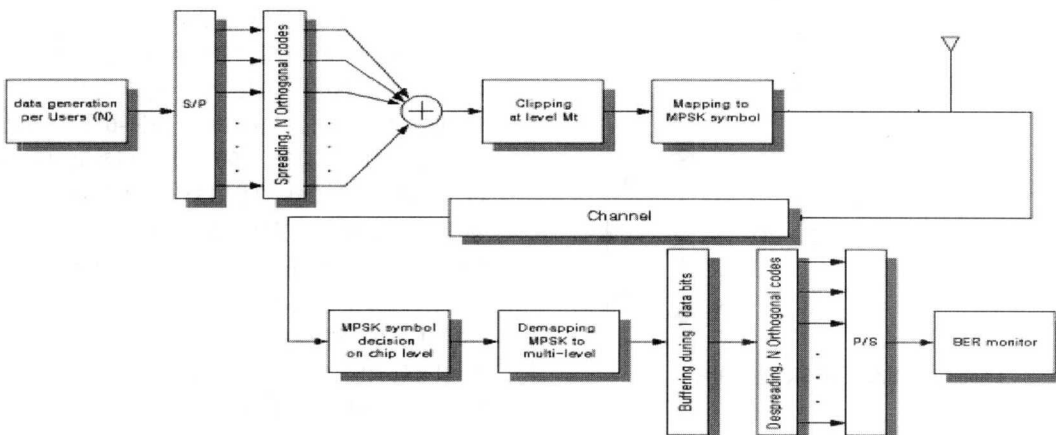 data generation
per Users (N)
S/P
Spreading, N Orthogonal codes
Clipping
at level Mt
Mapping to
MPSK symbol
Channel
MPSK symbol
decision
on chip level
Demapping
MPSK to
multi-level
Buffering during 1 data bits
Despreading, N Orthogonal codes
P/S
BER monitor